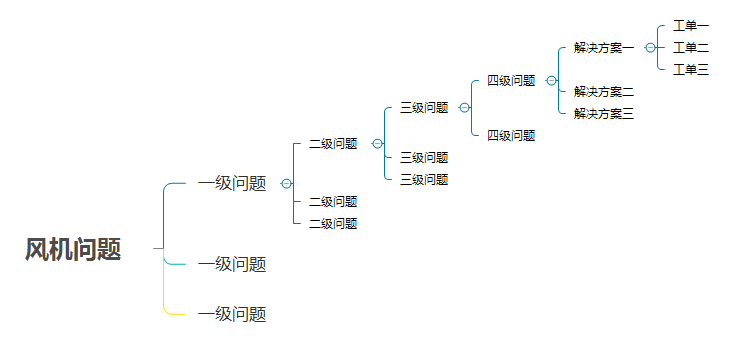 风机问题
一级问题
二级问题
三级问题
四级问题
解决方案一
工单一
工单二
工单三
解决方案二
解决方案三
四级问题
三级问题
三级问题
二级问题
二级问题
一级问题
一级问题